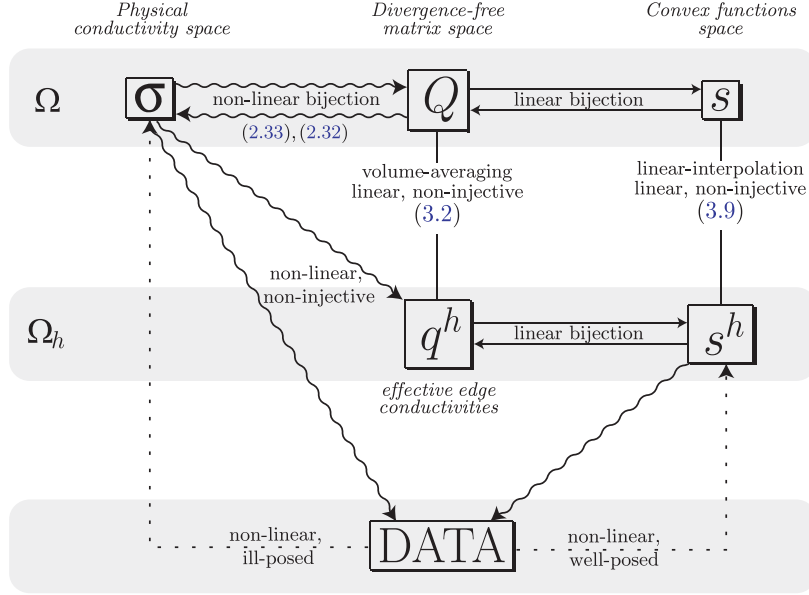 Physical
conductivity space
Divergence-free
matrix space
Convex functions
space
Ω
σ
non-linear bijection
Q
linear bijection
s
(2.33),(2.32)
volume-averaging
linear, non-injective
(3.2)
linear-interpolation
linear, non-injective
(3.9)
non-linear,
non-injective
Ωh
q^h
linear bijection
s^h
effective edge
conductivities
non-linear,
ill-posed
DATA
non-linear,
well-posed